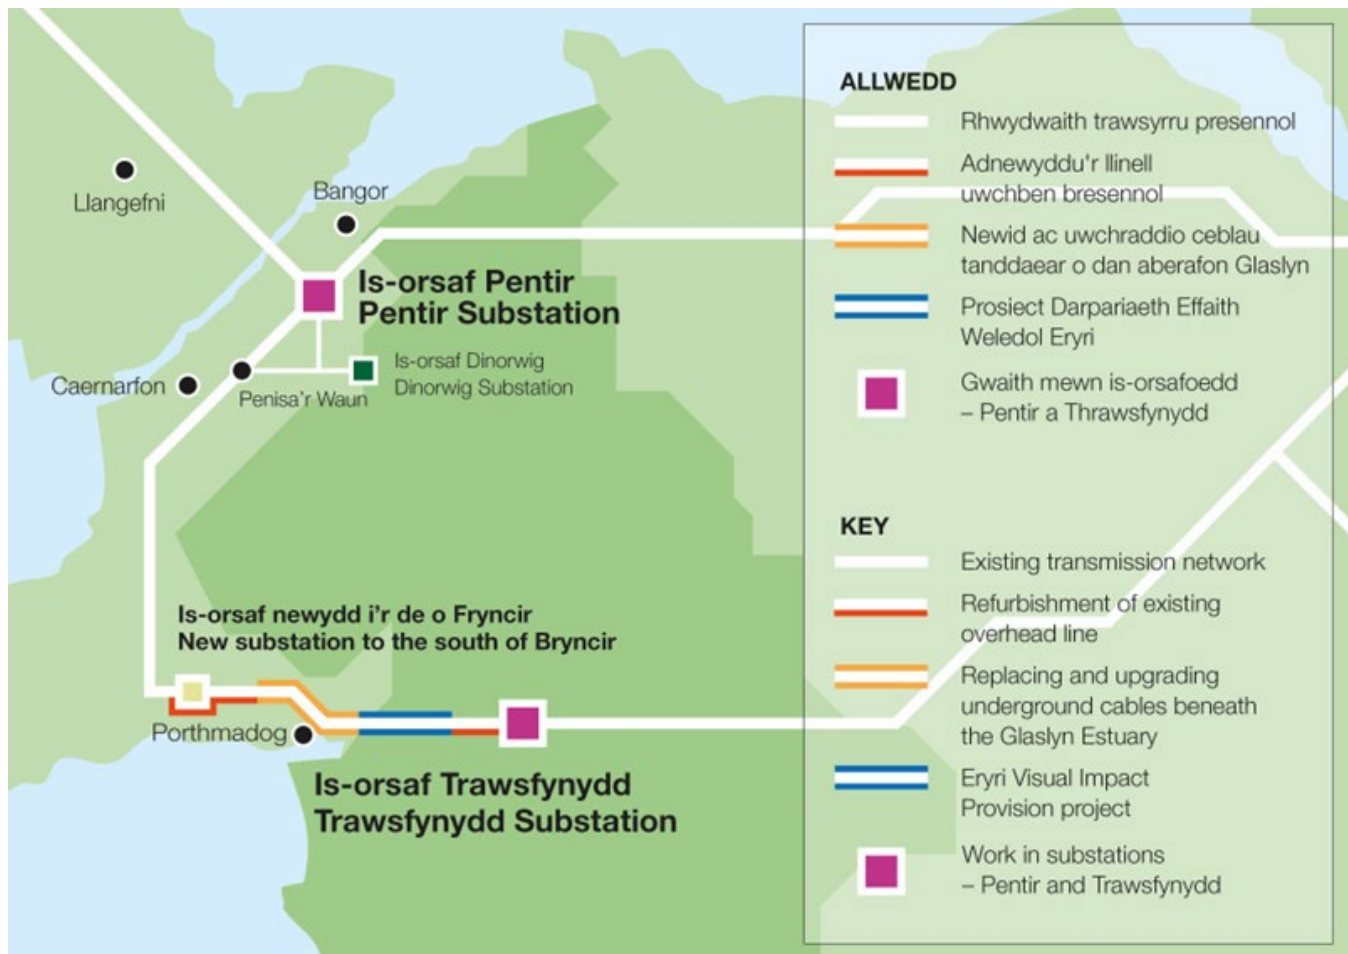 Llangefni
Bangor
Is-orsaf Pentir
Pentir Substation
Is-orsaf Dinorwig
Dinorwig Substation
Caernarfon
Penisa'r Waun
Is-orsaf newydd i'r de o Fryncir
New substation to the south of Bryncir
Porthmadog
Is-orsaf Trawsfynydd
Trawsfynydd Substation
ALLWEDD
Rhwydwaith trawsyrru presennol
Adnewyddu'r llinell
uwchben bresennol
Newid ac uwchraddio ceblau
tanddaear o dan aberafon Glaslyn
Prosiect Darpariaeth Effaith
Weledol Eryri
Gwaith mewn is-orsafoedd
– Pentir a Thrawsfynydd
KEY
Existing transmission network
Refurbishment of existing
overhead line
Replacing and upgrading
underground cables beneath
the Glaslyn Estuary
Eryri Visual Impact
Provision project
Work in substations
– Pentir and Trawsfynydd